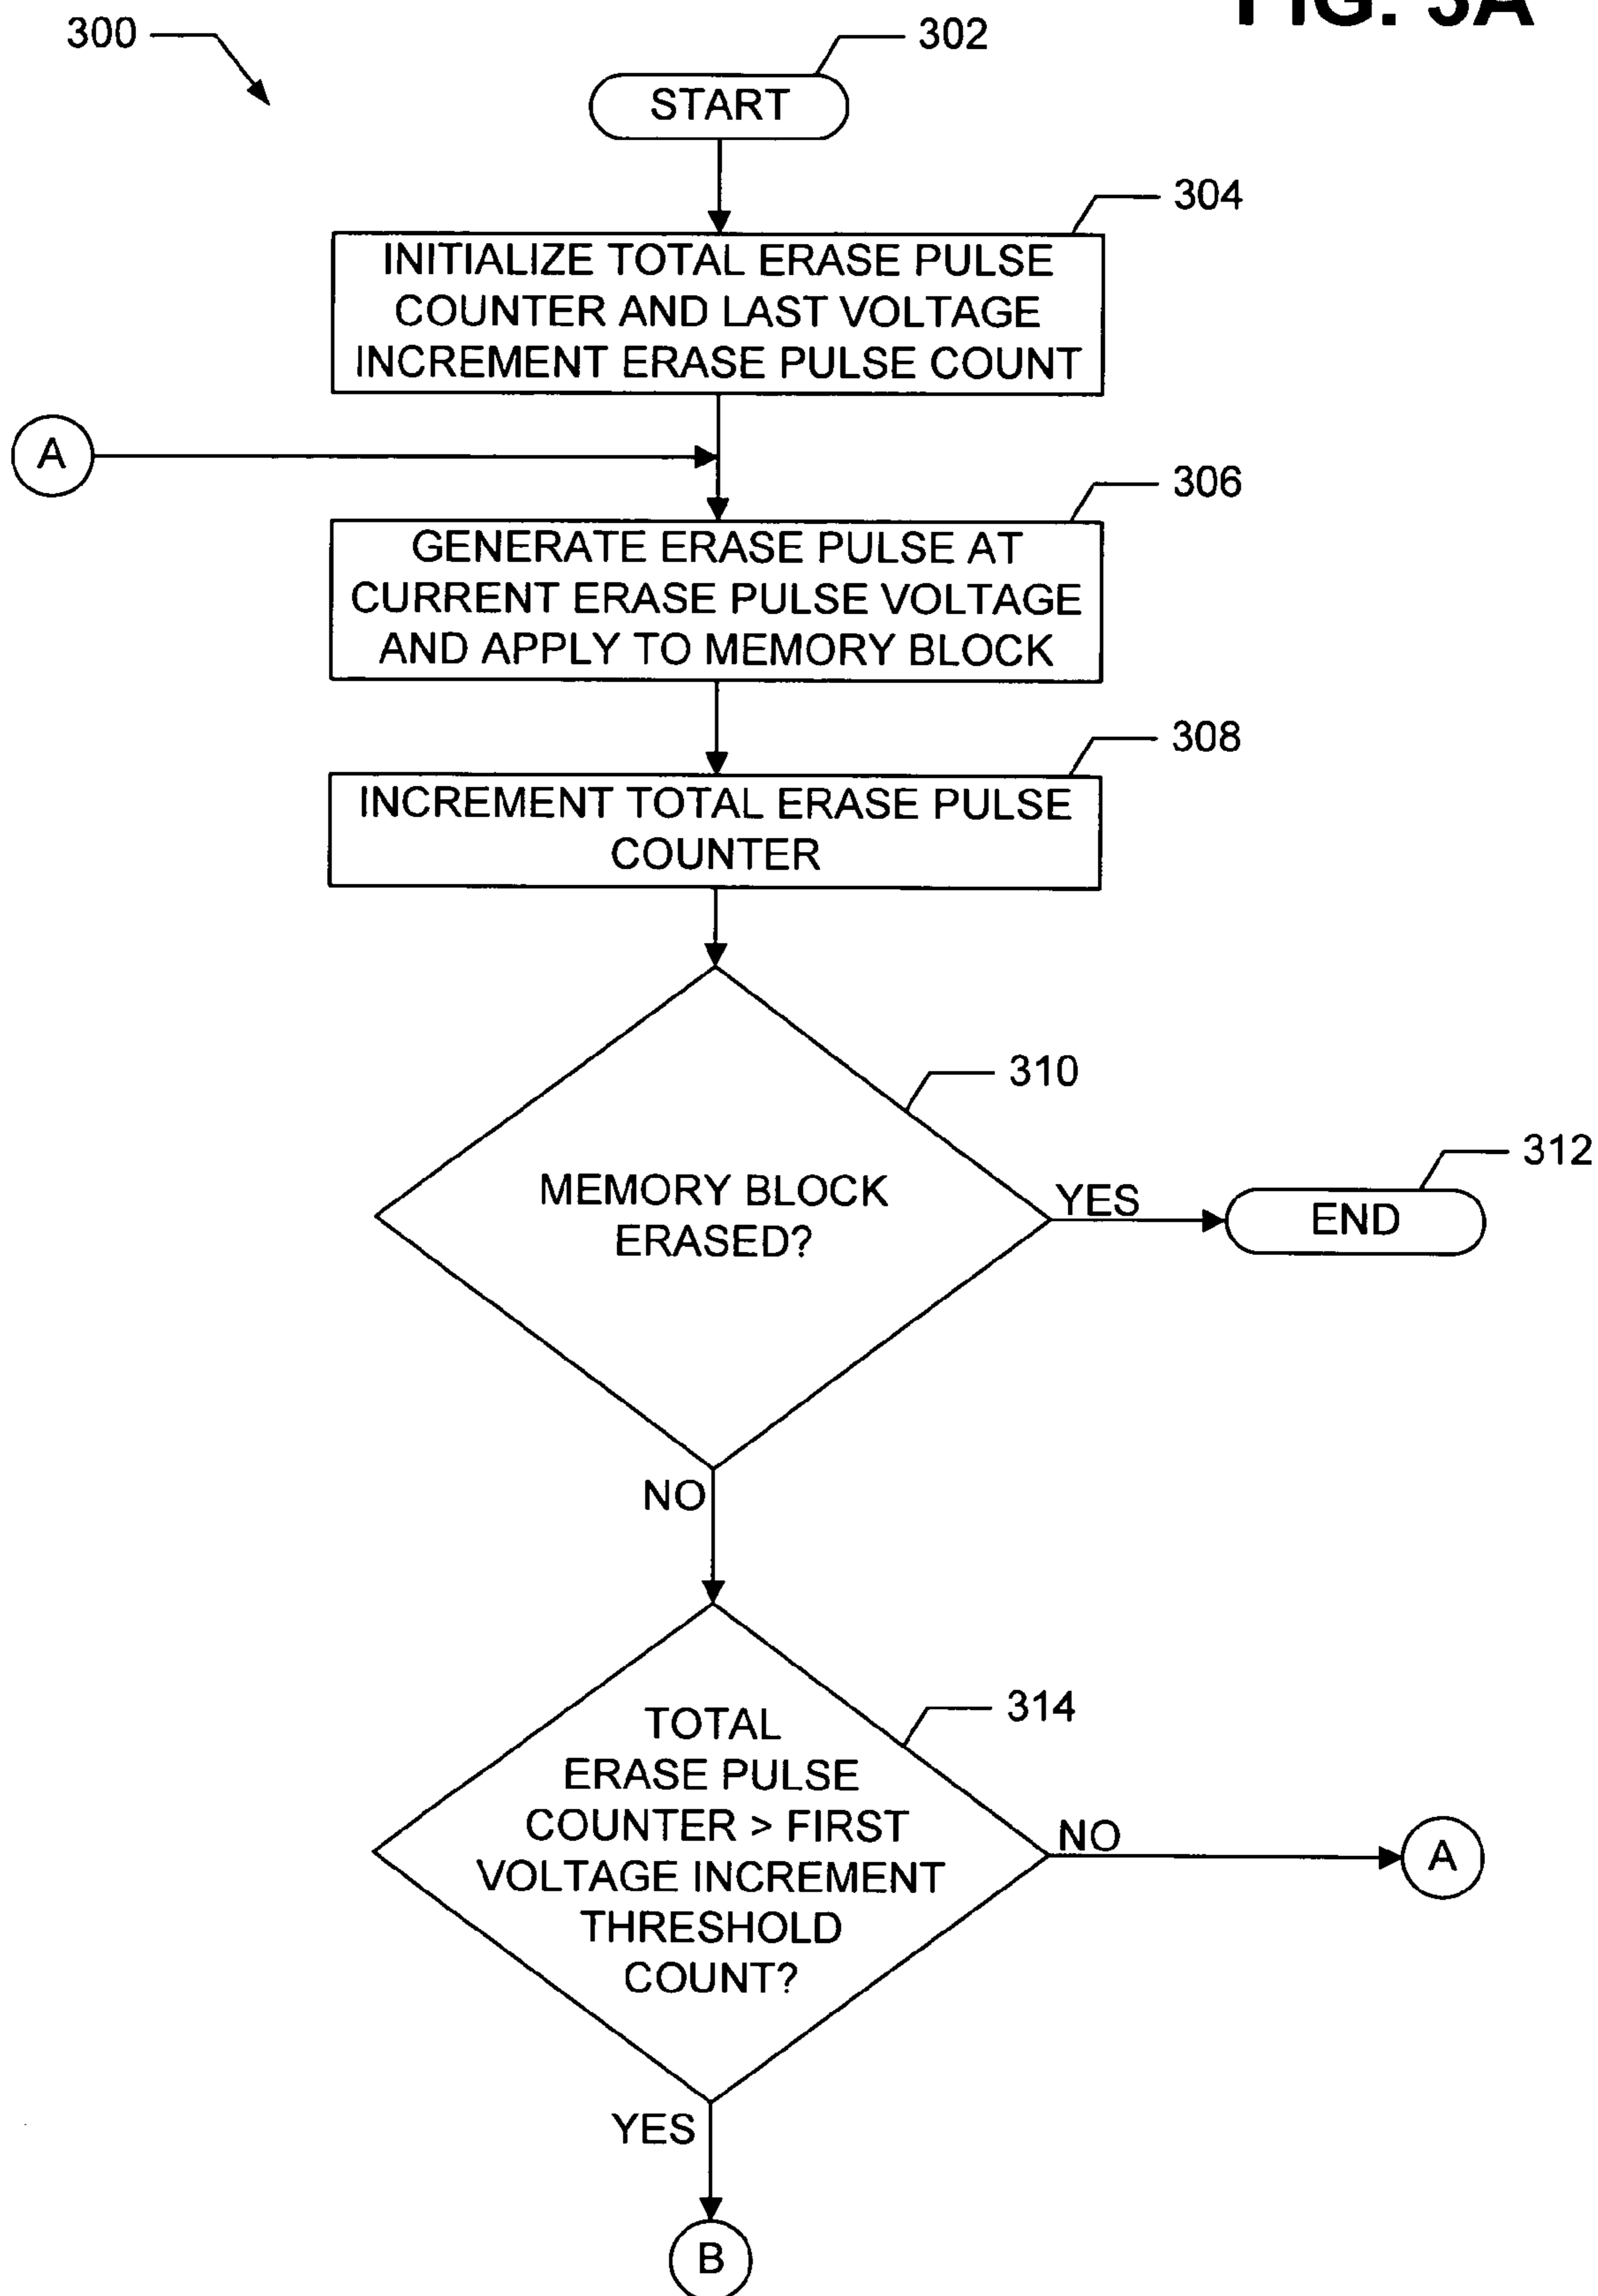 FIG. 3A
300
302
START
304
INITIALIZE TOTAL ERASE PULSE
COUNTER AND LAST VOLTAGE
INCREMENT ERASE PULSE COUNT
A
306
GENERATE ERASE PULSE AT
CURRENT ERASE PULSE VOLTAGE
AND APPLY TO MEMORY BLOCK
308
INCREMENT TOTAL ERASE PULSE
COUNTER
310
MEMORY BLOCK
ERASED?
YES
312
END
NO
314
TOTAL
ERASE PULSE
COUNTER > FIRST
VOLTAGE INCREMENT
THRESHOLD
COUNT?
NO
A
YES
B